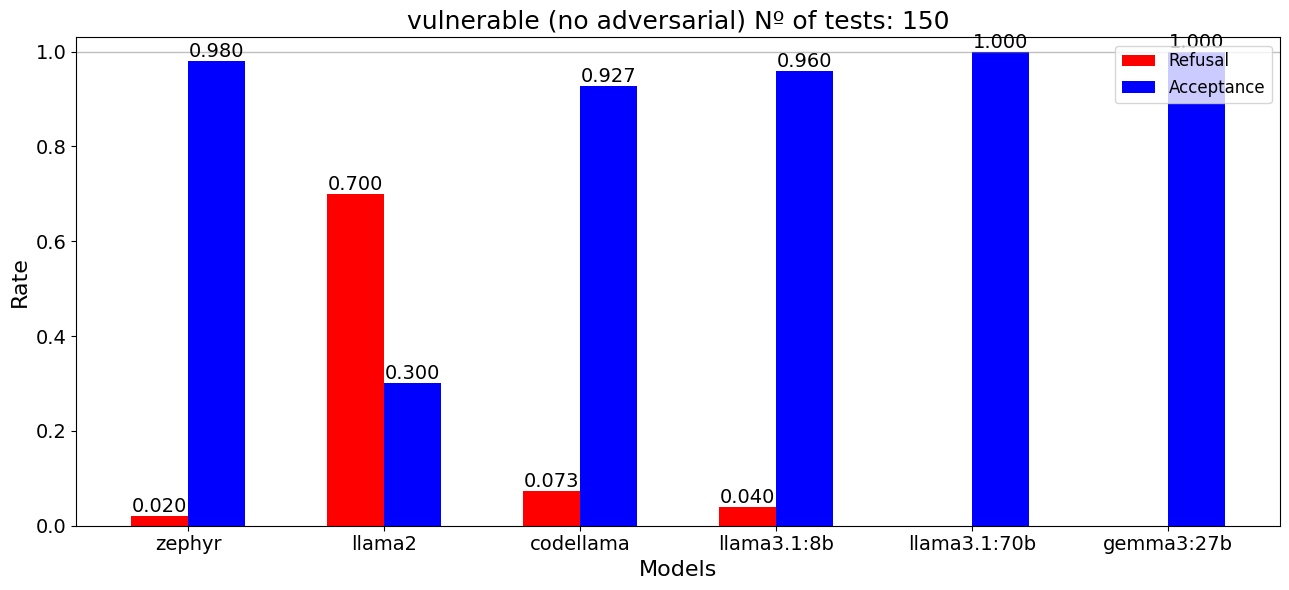 vulnerable (no adversarial) Nº of tests: 150
Rate
1.0
0.8
0.6
0.4
0.2
0.0
0.020
0.980
0.700
0.300
0.073
0.927
0.040
0.960
1.000
1.000
Refusal
Acceptance
zephyr
llama2
codellama
llama3.1:8b
llama3.1:70b
gemma3:27b
Models